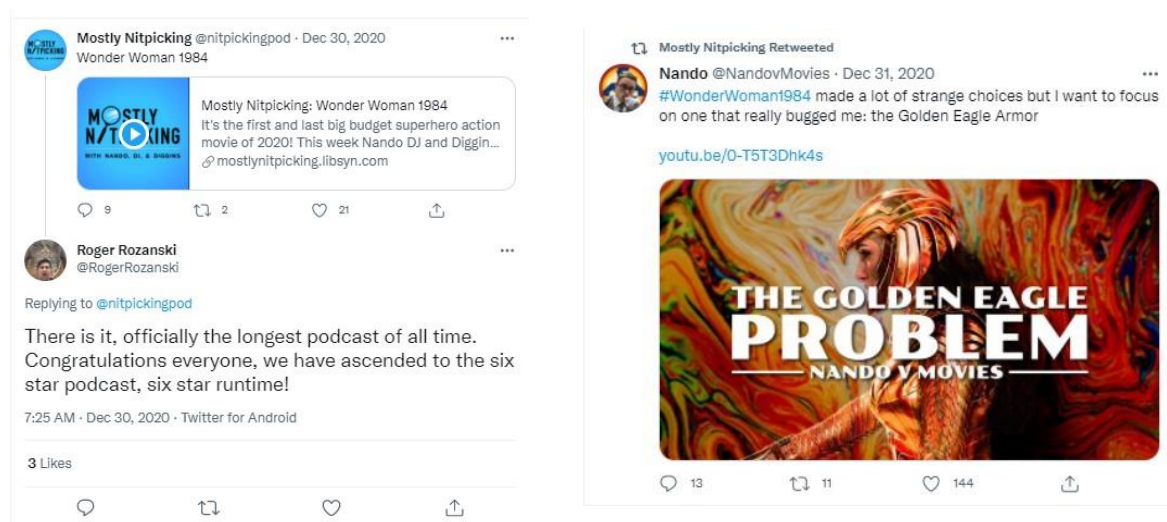 Mostly Nitpicking @nitpickingpod · Dec 30, 2020
Wonder Woman 1984
MOSTLY
N/TPICKING
WITH NANDO, DJ, & DIGGINS
Mostly Nitpicking: Wonder Woman 1984
It's the first and last big budget superhero action
movie of 2020! This week Nando DJ and Diggin...
mostlynitpicking.libsyn.com
9 2 21
Roger Rozanski
@RogerRozanski
Replying to @nitpickingpod
There is it, officially the longest podcast of all time.
Congratulations everyone, we have ascended to the six
star podcast, six star runtime!
7:25 AM · Dec 30, 2020 · Twitter for Android
3 Likes
Mostly Nitpicking Retweeted
Nando @NandovMovies · Dec 31, 2020
#WonderWoman1984 made a lot of strange choices but I want to focus
on one that really bugged me: the Golden Eagle Armor
youtu.be/0-T5T3Dhk4s
THE GOLDEN EAGLE
PROBLEM
NANDO V MOVIES
13 11 144